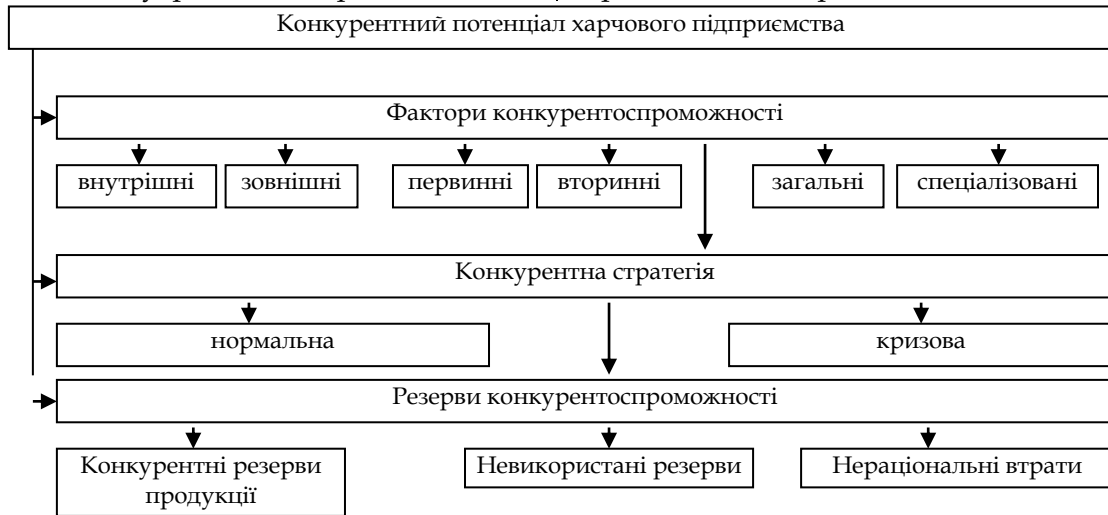 Конкурентний потенціал харчового підприємства
Фактори конкурентоспроможності
внутрішні зовнішні первинні вторинні загальні спеціалізовані
Конкурентна стратегія
нормальна кризова
Резерви конкурентоспроможності
Конкурентні резерви продукції
Невикористані резерви
Нераціональні втрати